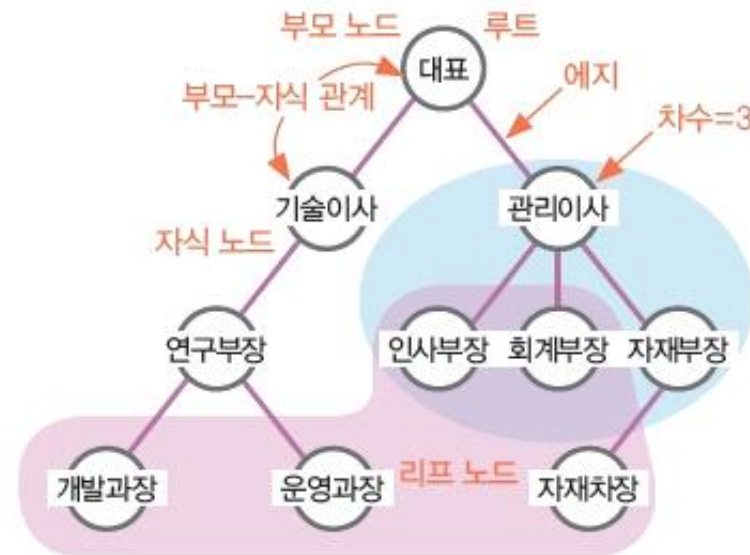 부모 노드 루트
대표
에지
부모–자식 관계
차수=3
기술이사 관리이사
자식 노드
연구부장 인사부장 회계부장 자재부장
개발과장 운영과장 리프 노드 자재차장